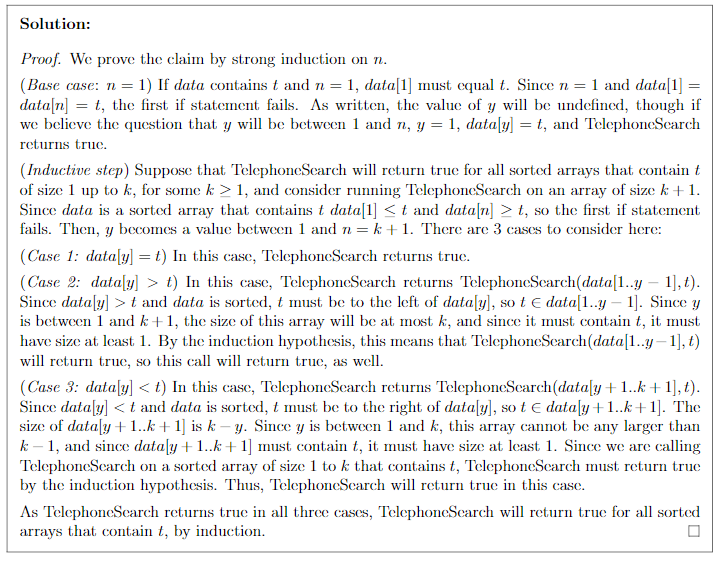 Solution:
Proof. We prove the claim by strong induction on n.
(Base case: n = 1) If data contains t and n = 1, data[1] must equal t. Since n = 1 and data[1] =
data[n] = t, the first if statement fails. As written, the value of y will be undefined, though if
we believe the question that y will be between 1 and n, y = 1, data[y] = t, and TelephoneSearch
returns true.
(Inductive step) Suppose that TelephoneSearch will return true for all sorted arrays that contain t
of size 1 up to k, for some k ≥ 1, and consider running TelephoneSearch on an array of size k + 1.
Since data is a sorted array that contains t data[1] ≤ t and data[n] ≥ t, so the first if statement
fails. Then, y becomes a value between 1 and n = k + 1. There are 3 cases to consider here:
(Case 1: data[y] = t) In this case, TelephoneSearch returns true.
(Case 2: data[y] > t) In this case, TelephoneSearch returns TelephoneSearch(data[1..y − 1], t).
Since data[y] > t and data is sorted, t must be to the left of data[y], so t ∈ data[1..y − 1]. Since y
is between 1 and k + 1, the size of this array will be at most k, and since it must contain t, it must
have size at least 1. By the induction hypothesis, this means that TelephoneSearch(data[1..y − 1], t)
will return true, so this call will return true, as well.
(Case 3: data[y] < t) In this case, TelephoneSearch returns TelephoneSearch(data[y + 1..k + 1], t).
Since data[y] < t and data is sorted, t must be to the right of data[y], so t ∈ data[y + 1..k + 1]. The
size of data[y + 1..k + 1] is k − y. Since y is between 1 and k, this array cannot be any larger than
k − 1, and since data[y + 1..k + 1] must contain t, it must have size at least 1. Since we are calling
TelephoneSearch on a sorted array of size 1 to k that contains t, TelephoneSearch must return true
by the induction hypothesis. Thus, TelephoneSearch will return true in this case.
As TelephoneSearch returns true in all three cases, TelephoneSearch will return true for all sorted
arrays that contain t, by induction. □